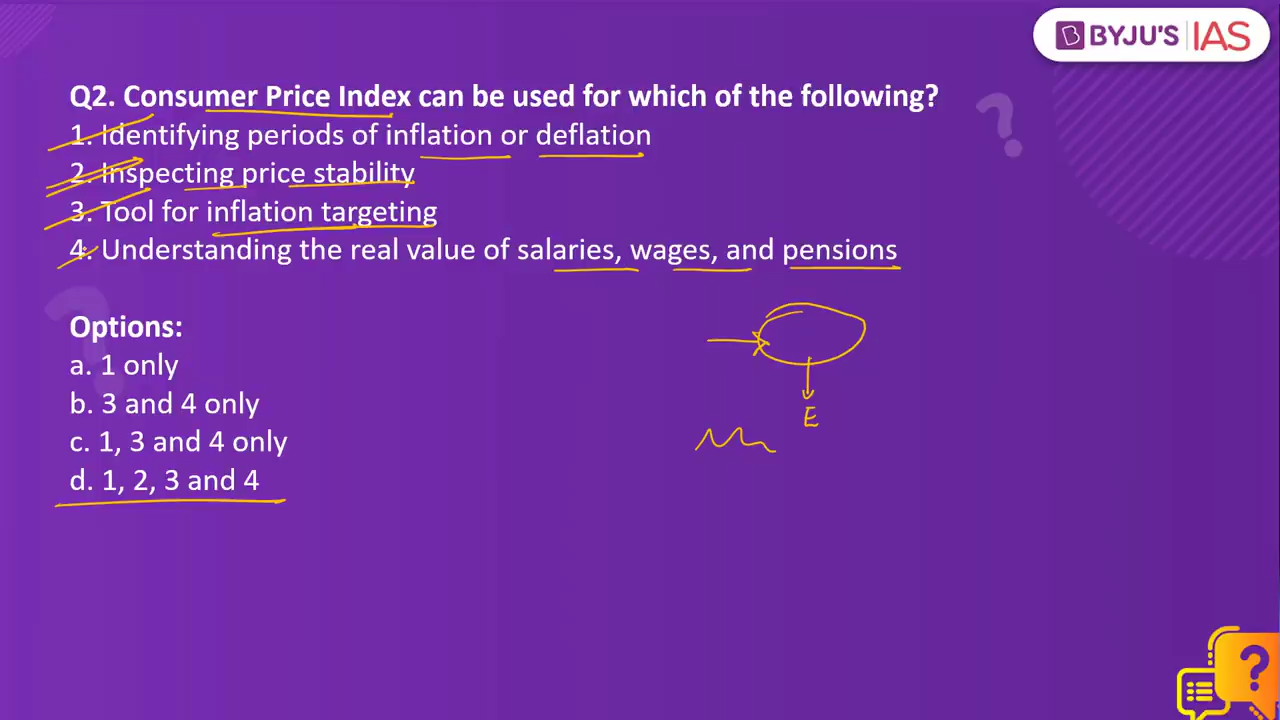 BYJU'S IAS
Q2. Consumer Price Index can be used for which of the following?
1. Identifying periods of inflation or deflation
2. Inspecting price stability
3. Tool for inflation targeting
4. Understanding the real value of salaries, wages, and pensions
Options:
a. 1 only
b. 3 and 4 only
c. 1, 3 and 4 only
d. 1, 2, 3 and 4
E